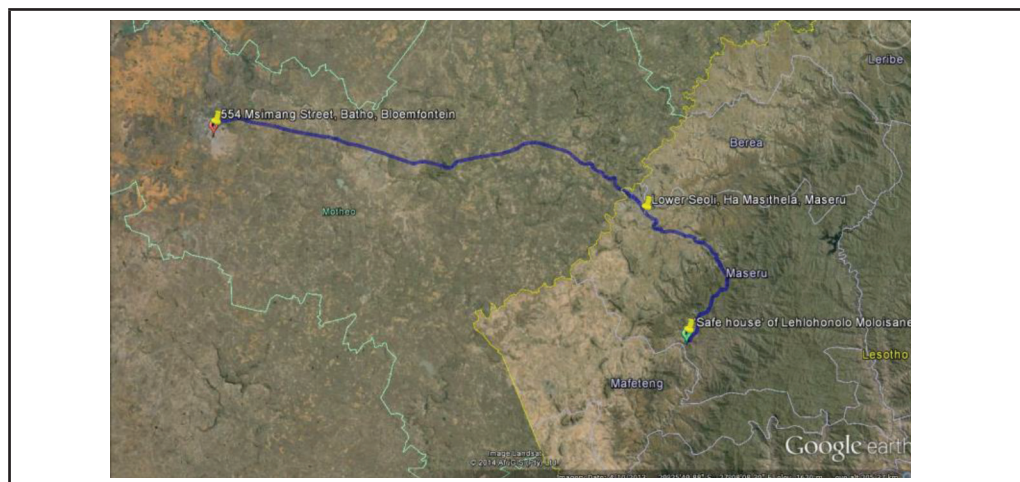 Leribe
554 Msimang Street, Batho, Bloemfontein
Berea
Lower Seoli, Ha Masithela, Maseru
Motheo
Maseru
'Safe house' of Lehlohonolo Moloisane
Lesotho
Mafeteng
Google earth
Image Landsat
© 2014